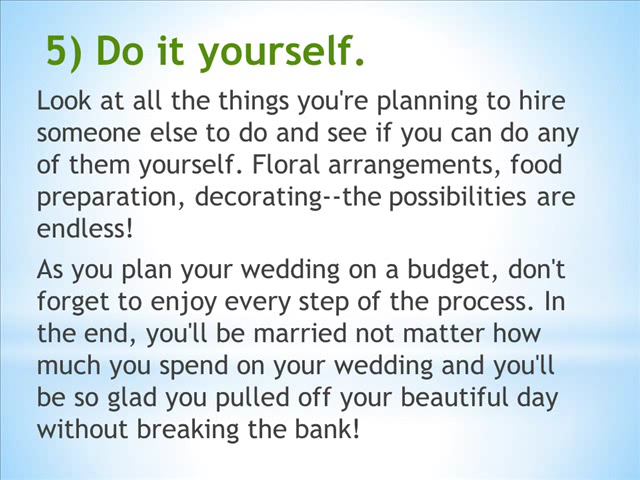 5) Do it yourself.
Look at all the things you're planning to hire
someone else to do and see if you can do any
of them yourself. Floral arrangements, food
preparation, decorating--the possibilities are
endless!
As you plan your wedding on a budget, don't
forget to enjoy every step of the process. In
the end, you'll be married not matter how
much you spend on your wedding and you'll
be so glad you pulled off your beautiful day
without breaking the bank!